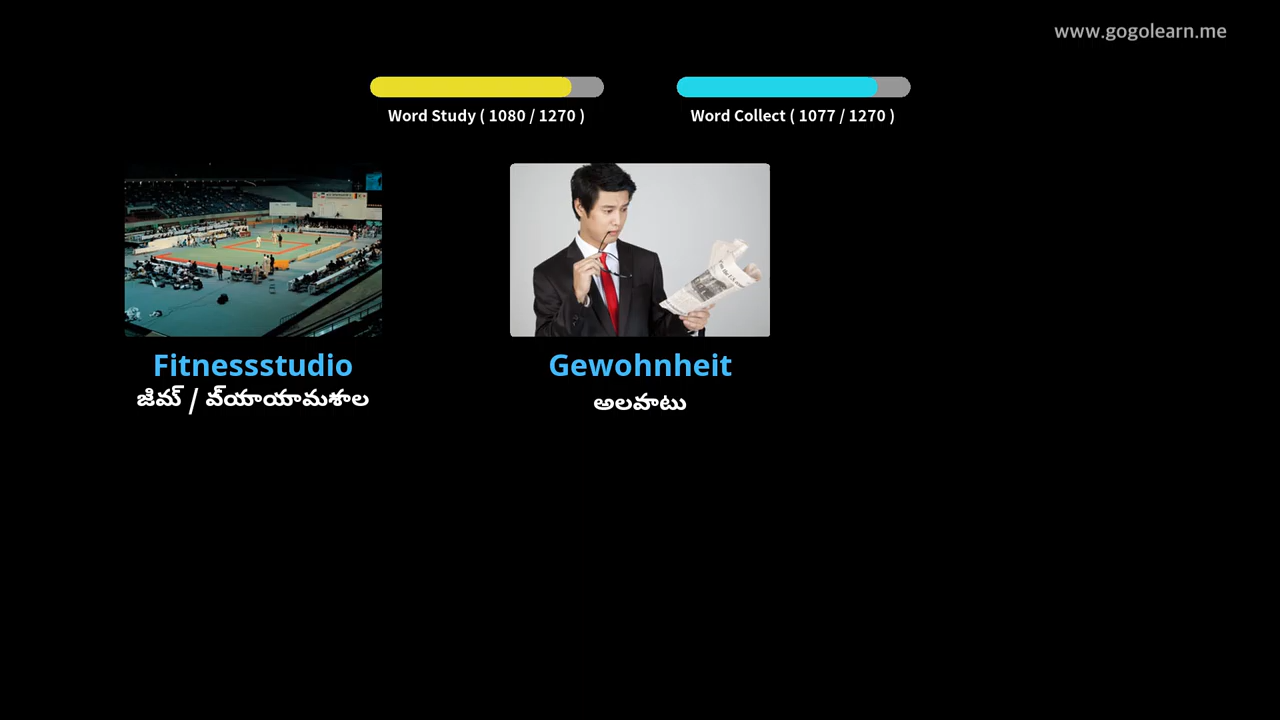 www.gogolearn.me
Word Study ( 1080 / 1270 )
Word Collect ( 1077 / 1270 )
Fitnessstudio
జిమ్ / వ్యాయామశాల
Gewohnheit
అలవాటు